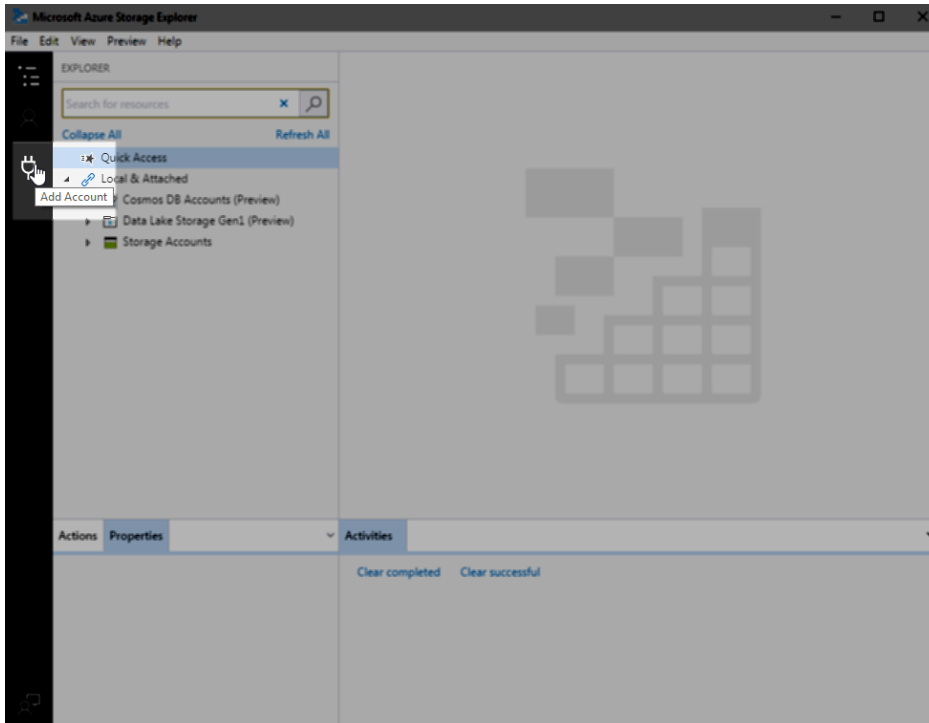 Microsoft Azure Storage Explorer
File Edit View Preview Help
EXPLORER
Search for resources
Collapse All Refresh All
Quick Access
Local & Attached
Add Account
Cosmos DB Accounts (Preview)
Data Lake Storage Gen1 (Preview)
Storage Accounts
Actions Properties Activities
Clear completed Clear successful